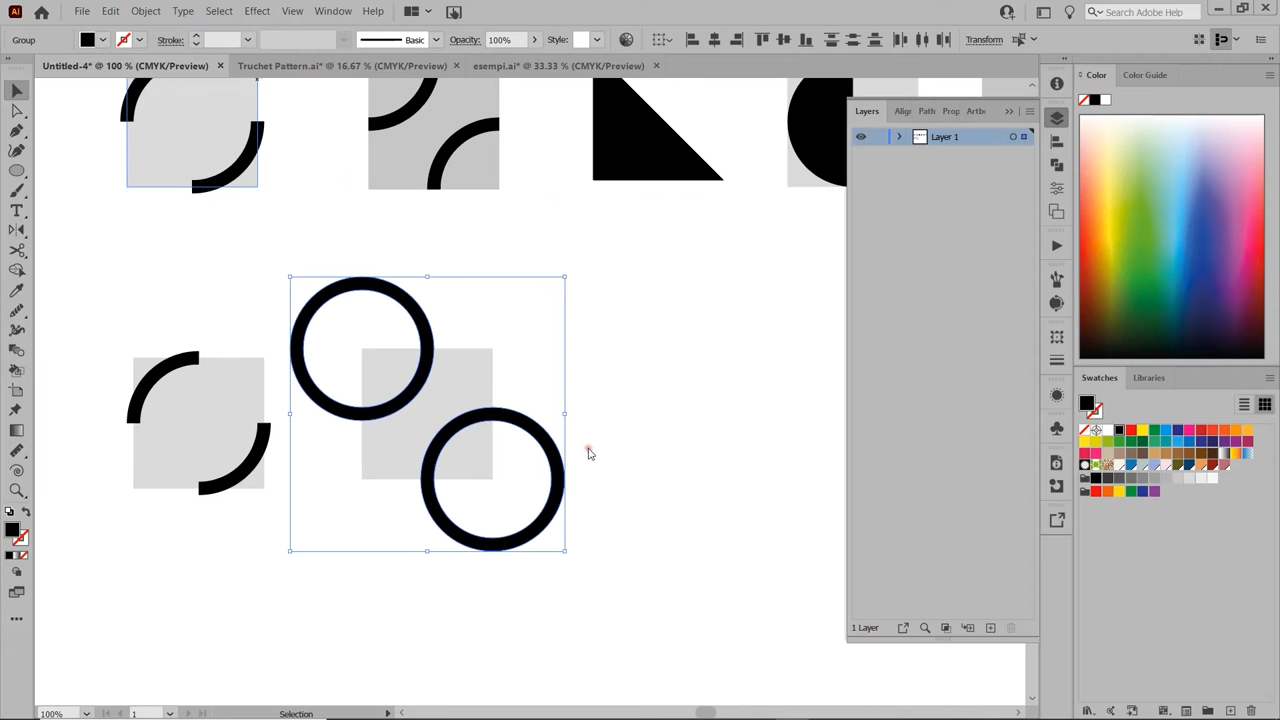 Ai File Edit Object Type Select Effect View Window Help Search Adobe Help
Group Stroke: Basic Opacity: 100% Style: Transform
Untitled-4* @ 100 % (CMYK/Preview) × Truchet Pattern.ai* @ 16.67 % (CMYK/Preview) × esempi.ai* @ 33.33 % (CMYK/Preview) ×
Color Color Guide
Layers Aligı Path Prop Artb
Layer 1
Swatches Libraries
1 Layer
100% 1 Selection